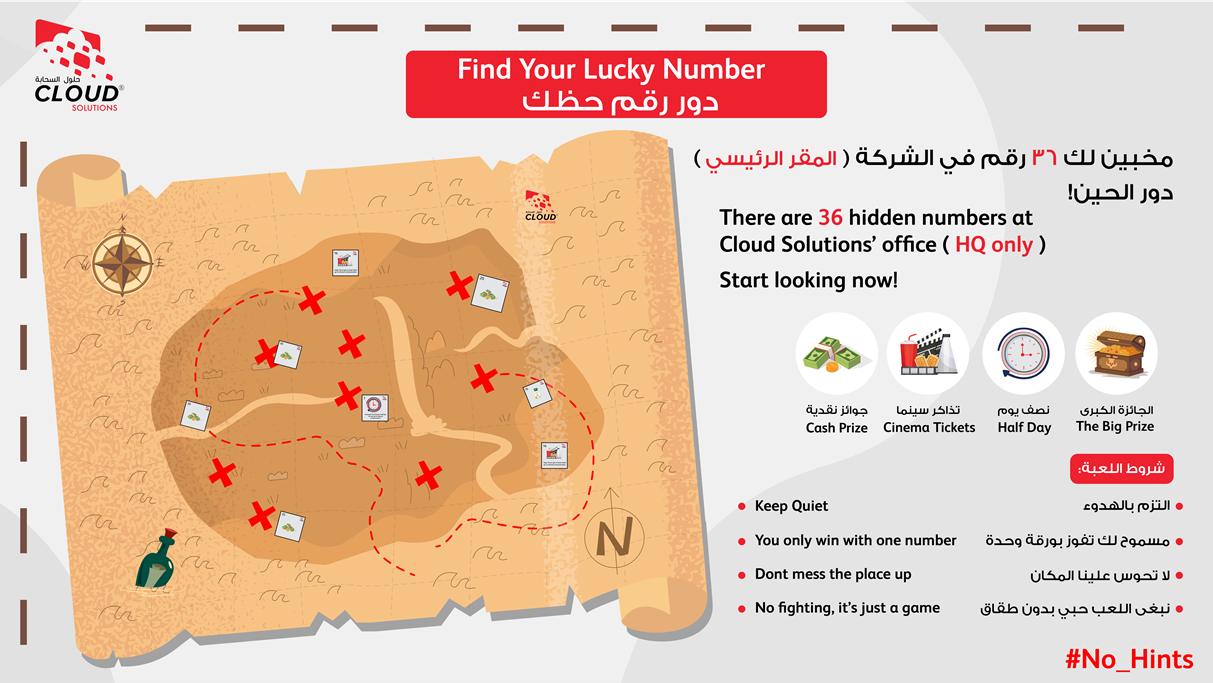 حلول السحابة
CLOUD®
SOLUTIONS
Find Your Lucky Number
دور رقم حظك
مخبين لك ٣٦ رقم في الشركة ( المقر الرئيسي )
دور الحين!
There are 36 hidden numbers at
Cloud Solutions’ office ( HQ only )
Start looking now!
N
E
S
CLOUD
N
جوائز نقدية
Cash Prize
تذاكر سينما
Cinema Tickets
نصف يوم
Half Day
الجائزة الكبرى
The Big Prize
شروط اللعبة:
Keep Quiet
التزم بالهدوء
You only win with one number
مسموح لك تفوز بورقة وحدة
Dont mess the place up
لا تحوس علينا المكان
No fighting, it’s just a game
نبغى اللعب حبي بدون طقاق
#No_Hints